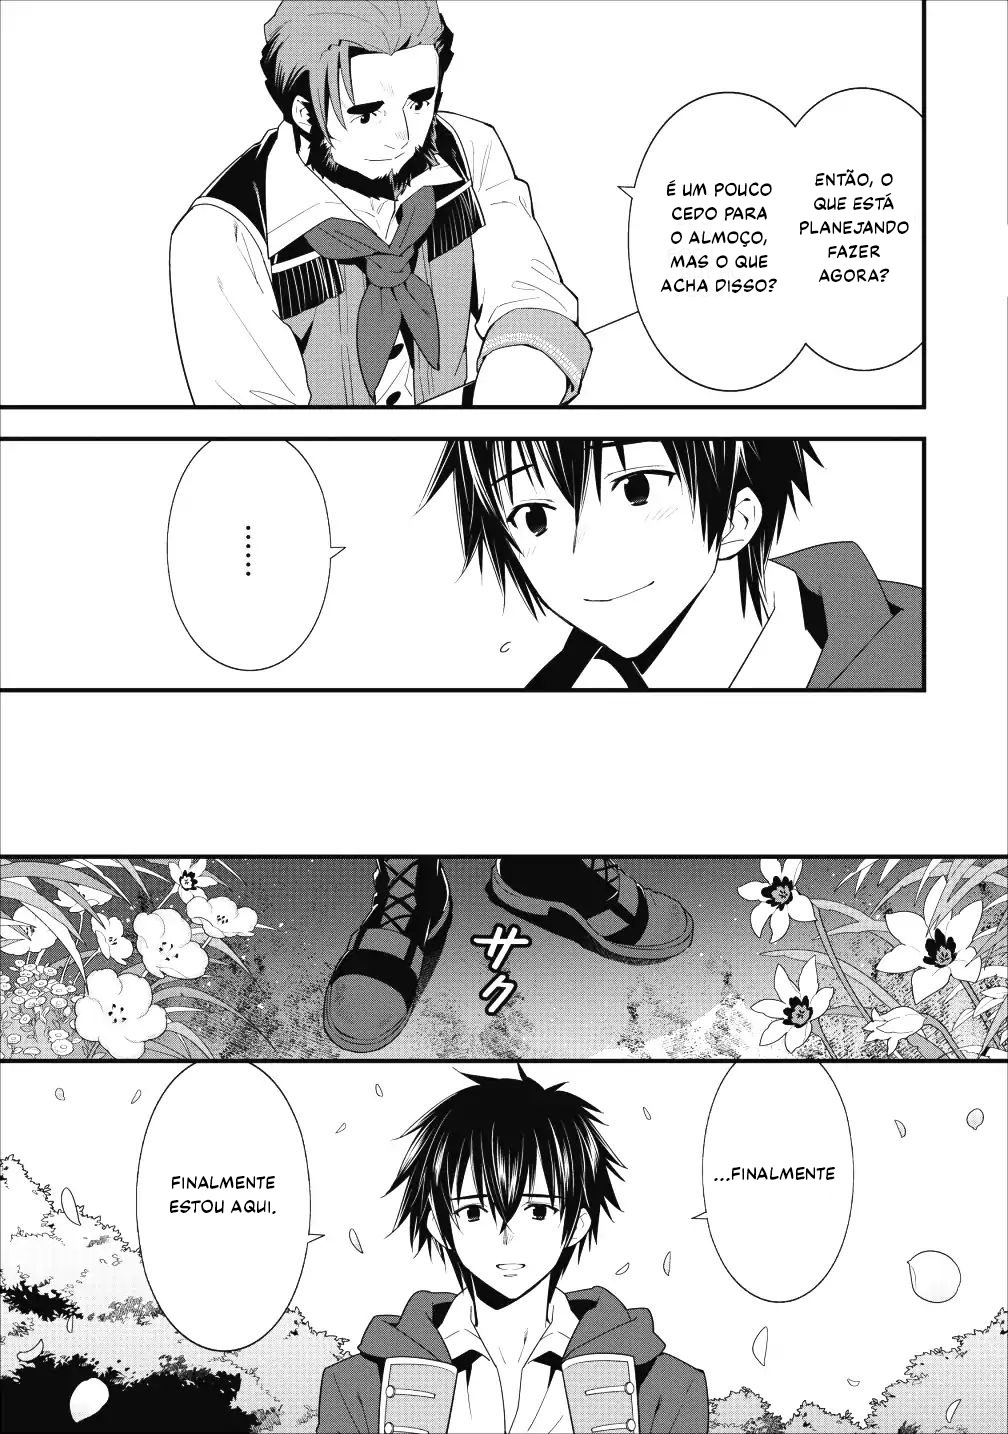 ENTÃO, O
QUE ESTÁ
PLANEJANDO
FAZER
AGORA?
É UM POUCO
CEDO PARA
O ALMOÇO,
MAS O QUE
ACHA DISSO?
......
サク
...FINALMENTE
FINALMENTE
ESTOU AQUI.